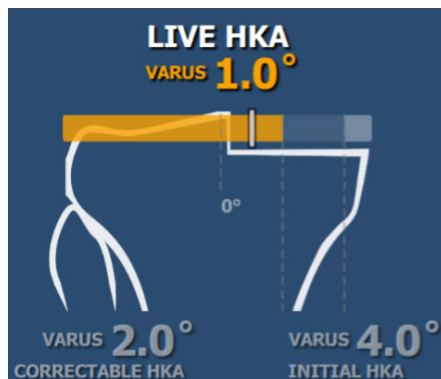 LIVE HKA
VARUS 1.0°
0°
VARUS 2.0°
CORRECTABLE HKA
VARUS 4.0°
INITIAL HKA